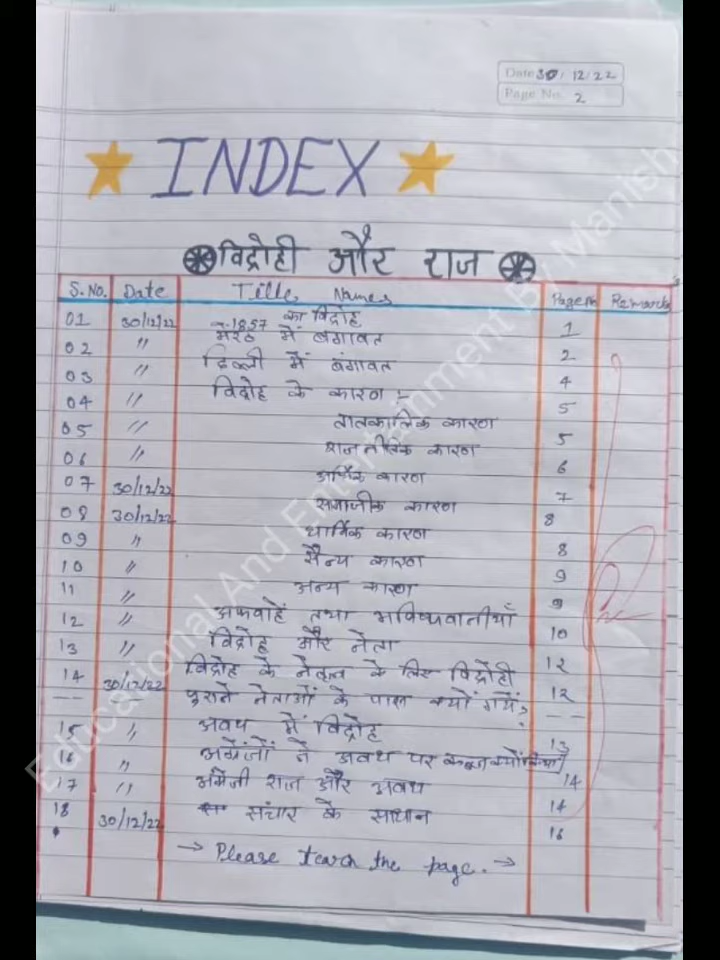 Date 30/12/22
Page No. 2
INDEX
विद्रोही और राज
S.No. Date Title Names Page No Remarks
01 30/12/22 1857 का विद्रोह 1
02 " मेरठ में बगावत 2
03 " दिल्ली में बगावत 4
04 " विद्रोह के कारण :- 5
05 " तात्कालिक कारण 5
06 " राजनीतिक कारण 6
07 30/12/22 आर्थिक कारण 7
08 30/12/22 समाजीक कारण 8
09 " धार्मिक कारण 8
10 " सैन्य कारण 9
11 " अन्य कारण 9
12 " अफवाहें तथा भविष्यवानीयाँ 10
13 " विद्रोह और नेता 12
14 30/12/22 विद्रोह के नेतृत्व के लिए विद्रोही 12
-- पुराने नेताओं के पास क्यों गयें? --
15 " अवध में विद्रोह 13
16 " अंग्रेजों ने अवध पर कब्जा क्यों किया 14
17 " अंग्रेजी राज और अवध 14
18 30/12/22 संचार के साधान 16
→ Please tearch the page. →
Educational And Entertainment By Manish